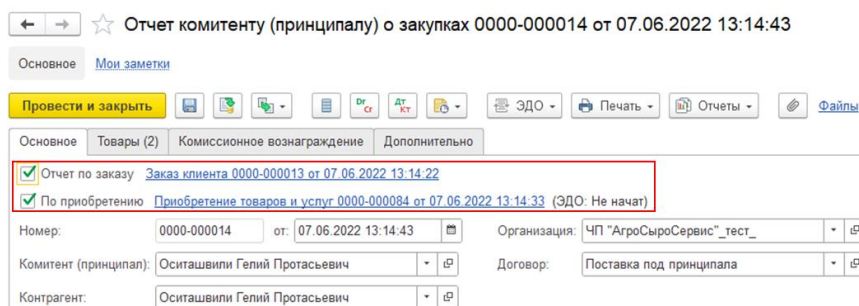 Отчет комитенту (принципалу) о закупках 0000-000014 от 07.06.2022 13:14:43
Основное Мои заметки
Провести и закрыть Dr Cr Дт Кт ЭДО Печать Отчеты Файлы
Основное Товары (2) Комиссионное вознаграждение Дополнительно
Отчет по заказу Заказ клиента 0000-000013 от 07.06.2022 13:14:22
По приобретению Приобретение товаров и услуг 0000-000084 от 07.06.2022 13:14:33 (ЭДО: Не начат)
Номер: 0000-000014 от: 07.06.2022 13:14:43 Организация: ЧП "АгроСыроСервис"_тест_
Комитент (принципал): Оситашвили Гелий Протасьевич Договор: Поставка под принципала
Контрагент: Оситашвили Гелий Протасьевич